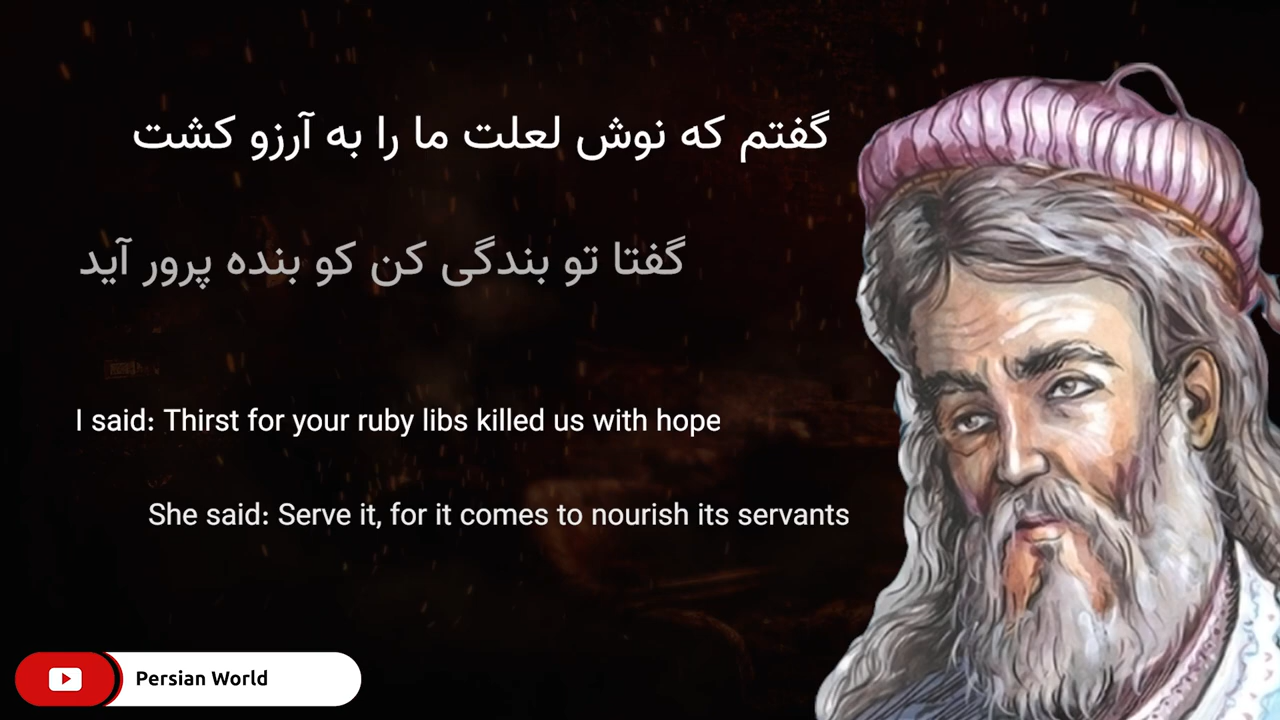 گفتم که نوش لعلت ما را به آرزو کشت
گفتا تو بندگی کن کو بنده پرور آید
I said: Thirst for your ruby libs killed us with hope
She said: Serve it, for it comes to nourish its servants
Persian World